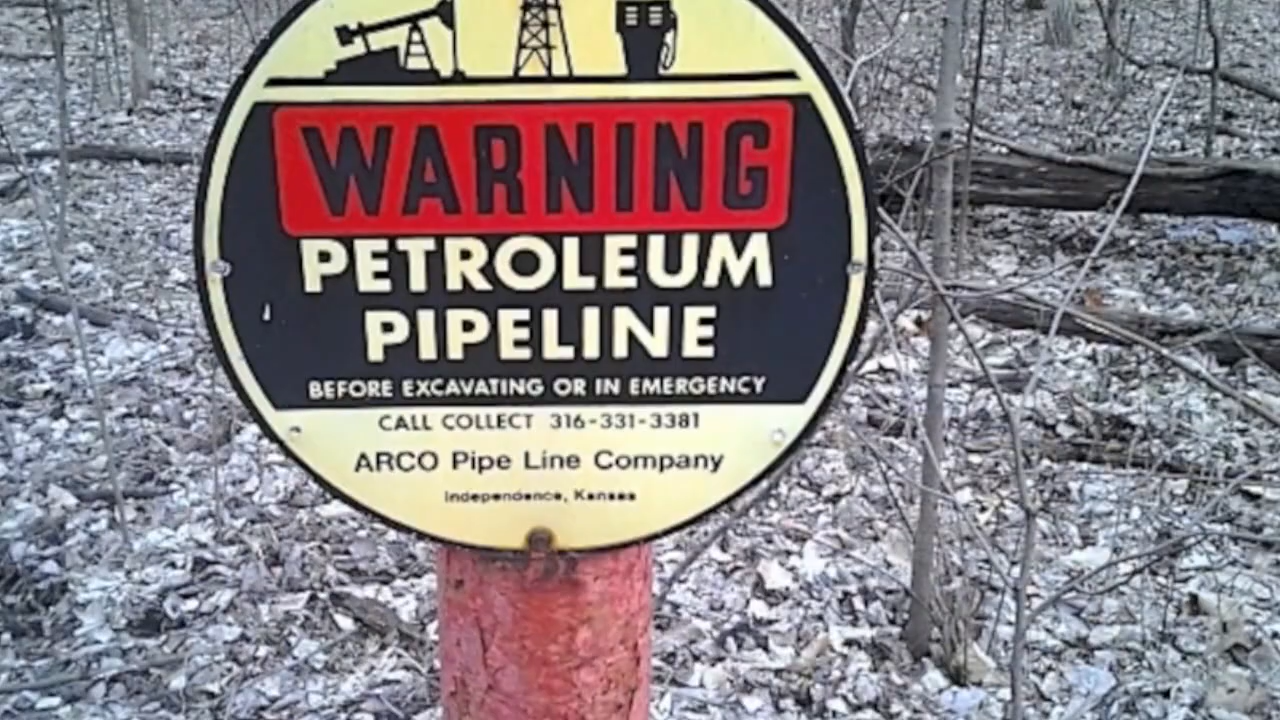 WARNING
PETROLEUM
PIPELINE
BEFORE EXCAVATING OR IN EMERGENCY
CALL COLLECT 316-331-3381
ARCO Pipe Line Company
Independence, Kansas